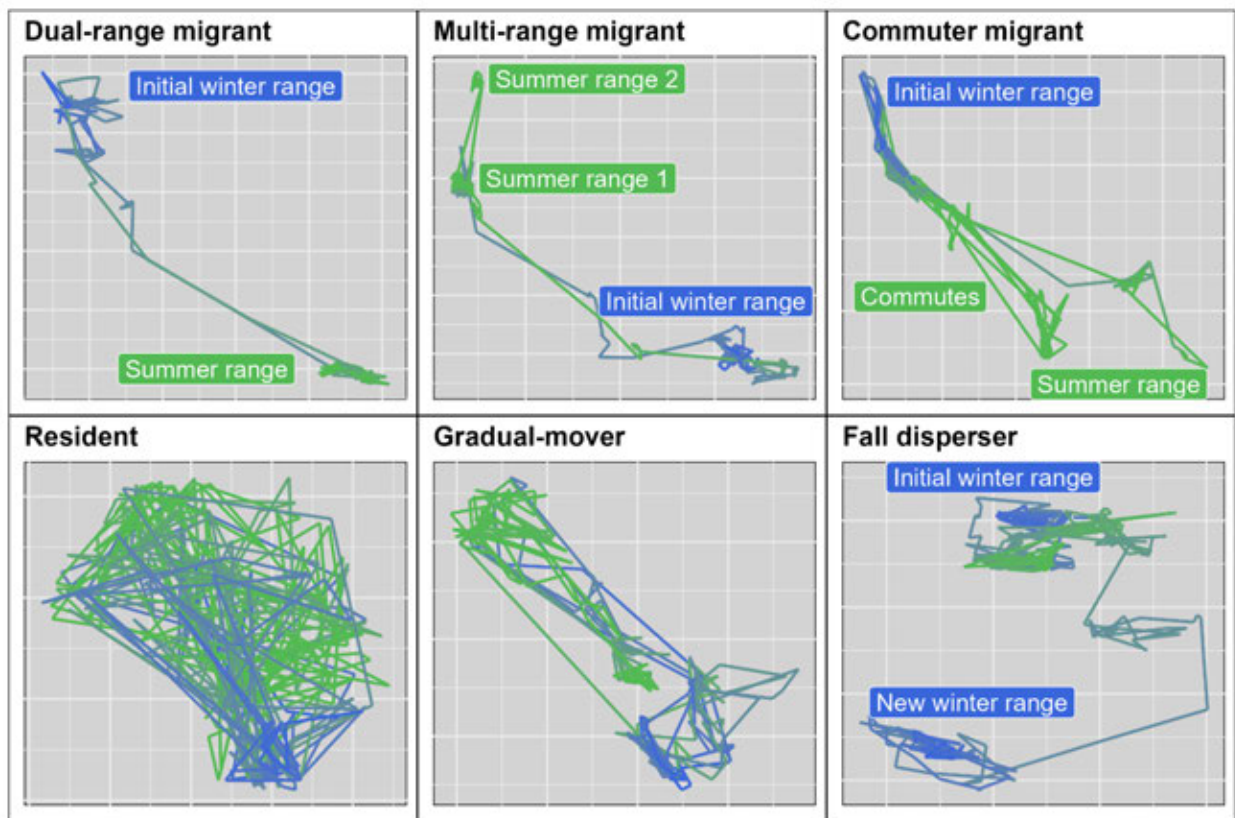 Dual-range migrant
Initial winter range
Summer range
Multi-range migrant
Summer range 2
Summer range 1
Initial winter range
Commuter migrant
Initial winter range
Commutes
Summer range
Resident
Gradual-mover
Fall disperser
Initial winter range
New winter range